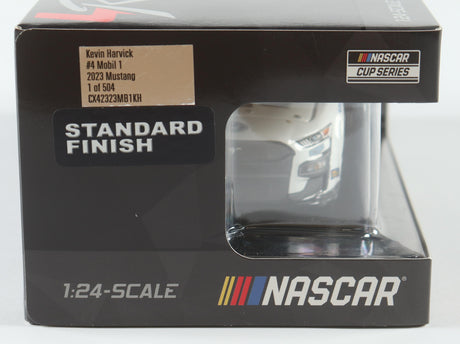 Kevin Harvick
#4 Mobil 1
2023 Mustang
1 of 504
CX42323MB1KH
NASCAR
CUP SERIES
STANDARD
FINISH
1:24-SCALE
NASCAR